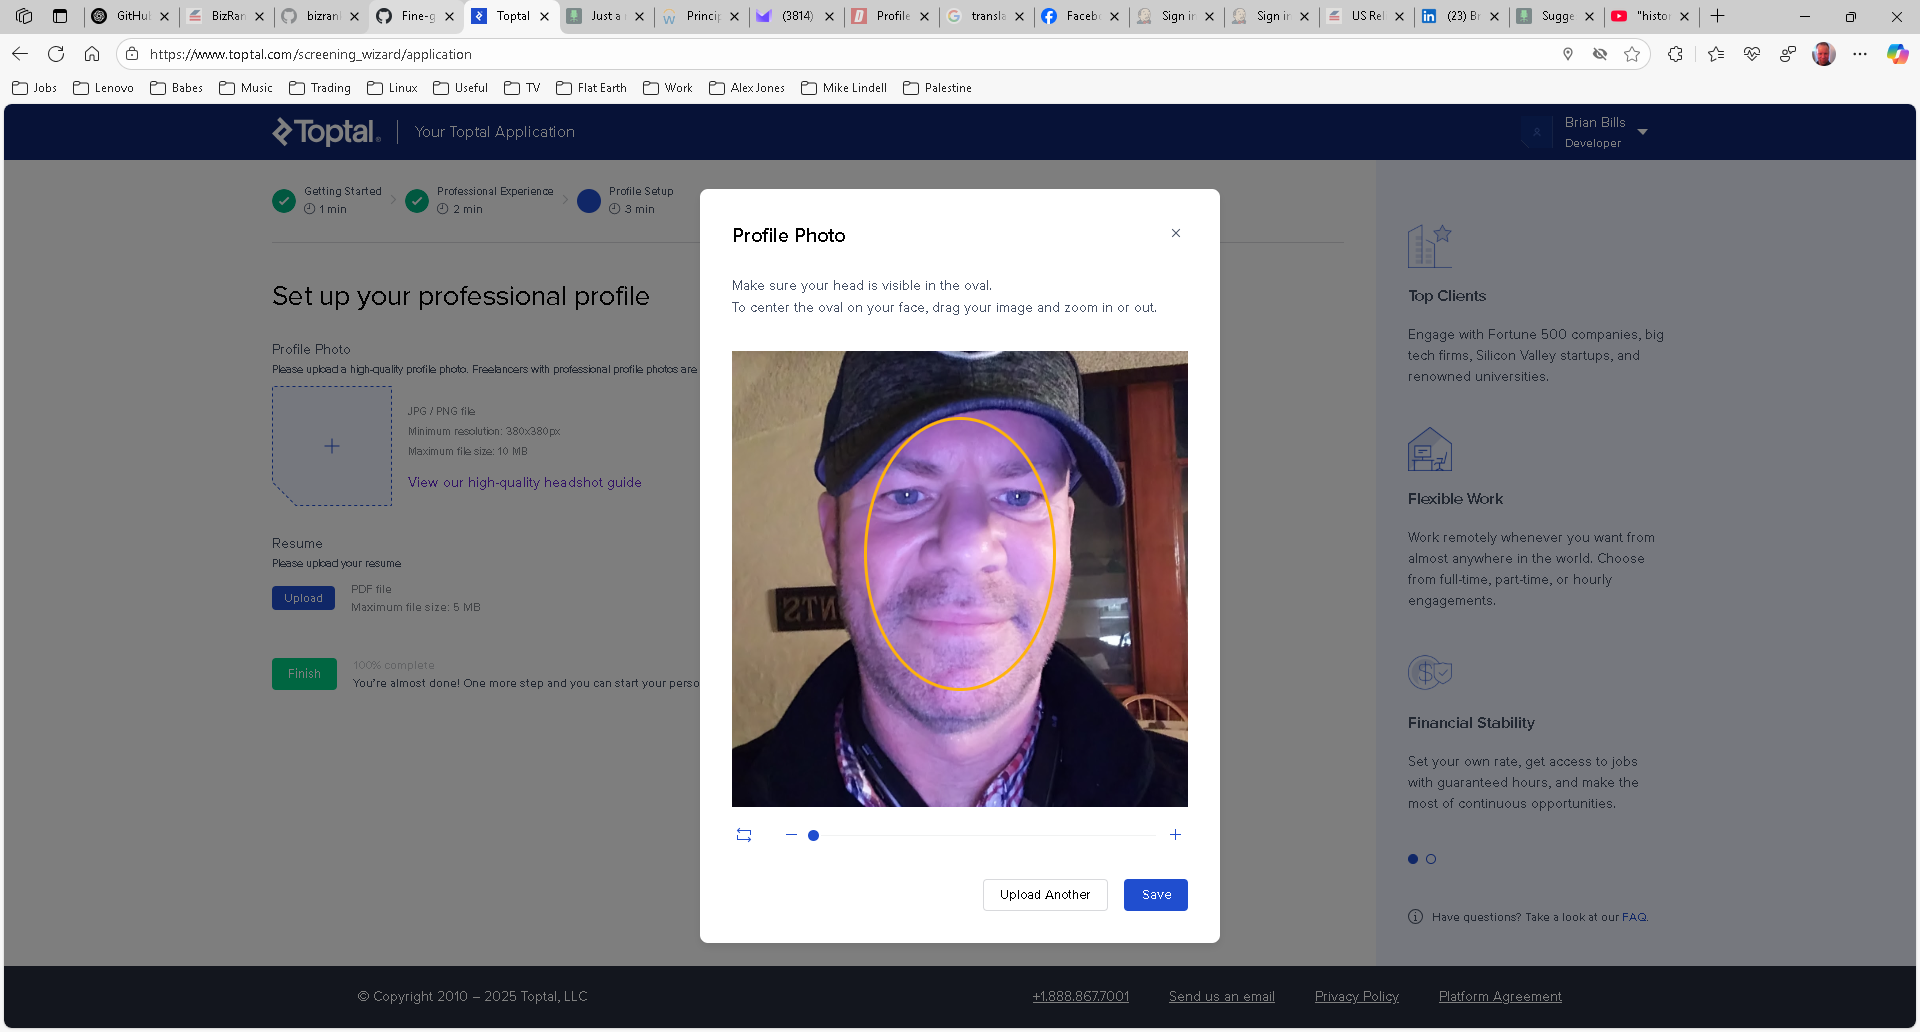 GitHub
BizRan
bizrank
Fine-g
Toptal
Just a
Princip
(3814)
Profile
transla
Facebo
Sign in
Sign in
US Rel
(23) Br
Sugge
"histor
https://www.toptal.com/screening_wizard/application
Jobs
Lenovo
Babes
Music
Trading
Linux
Useful
TV
Flat Earth
Work
Alex Jones
Mike Lindell
Palestine
Toptal
Your Toptal Application
Brian Bills
Developer
Getting Started
1 min
Professional Experience
2 min
Profile Setup
3 min
Set up your professional profile
Profile Photo
Please upload a high-quality profile photo. Freelancers with professional profile photos are
JPG / PNG file
Minimum resolution: 380x380px
Maximum file size: 10 MB
View our high-quality headshot guide
Resume
Please upload your resume
Upload
PDF file
Maximum file size: 5 MB
Finish
100% complete
You're almost done! One more step and you can start your perso
Profile Photo
Make sure your head is visible in the oval.
To center the oval on your face, drag your image and zoom in or out.
Upload Another
Save
Top Clients
Engage with Fortune 500 companies, big
tech firms, Silicon Valley startups, and
renowned universities.
Flexible Work
Work remotely whenever you want from
almost anywhere in the world. Choose
from full-time, part-time, or hourly
engagements.
Financial Stability
Set your own rate, get access to jobs
with guaranteed hours, and make the
most of continuous opportunities.
Have questions? Take a look at our FAQ.
© Copyright 2010 – 2025 Toptal, LLC
+1.888.867.7001
Send us an email
Privacy Policy
Platform Agreement